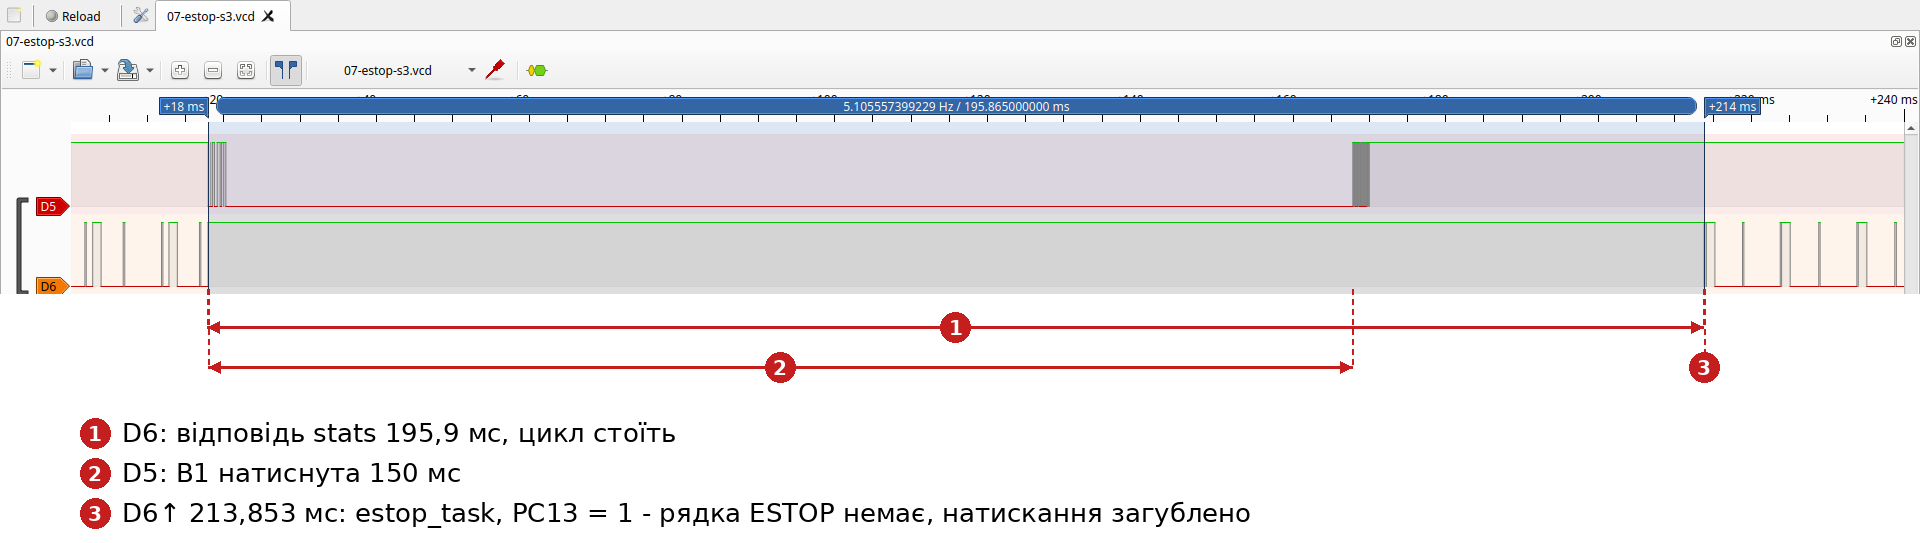 Reload
07-estop-s3.vcd
07-estop-s3.vcd
07-estop-s3.vcd
+18 ms
5.105557399229 Hz / 195.865000000 ms
+214 ms
+240 ms
D5
D6
1
2
3
1 D6: відповідь stats 195,9 мс, цикл стоїть
2 D5: B1 натиснута 150 мс
3 D6↑ 213,853 мс: estop_task, PC13 = 1 - рядка ESTOP немає, натискання загублено